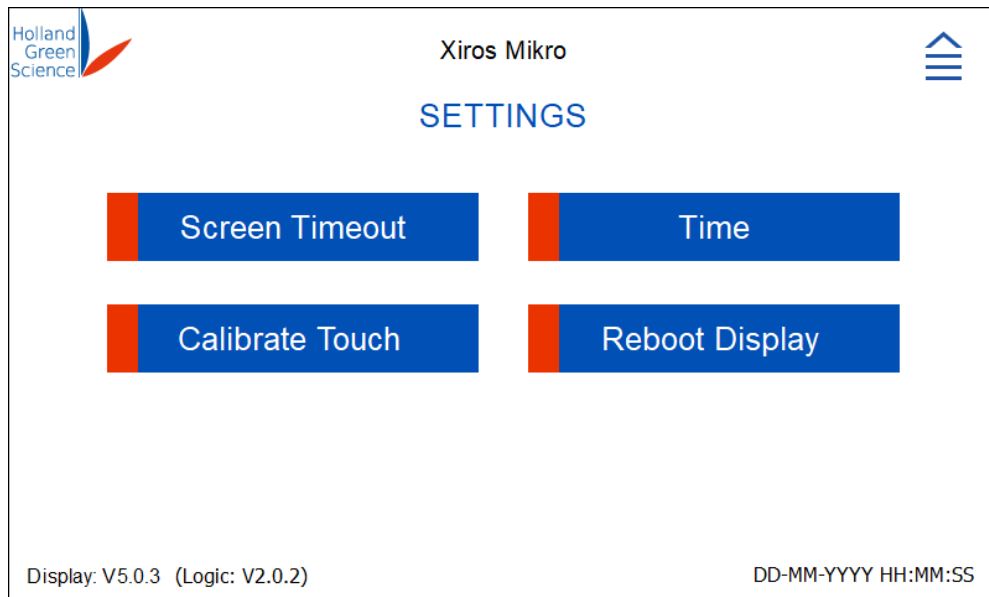 Holland
Green
Science
Xiros Mikro
SETTINGS
Screen Timeout
Time
Calibrate Touch
Reboot Display
Display: V5.0.3 (Logic: V2.0.2)
DD-MM-YYYY HH:MM:SS